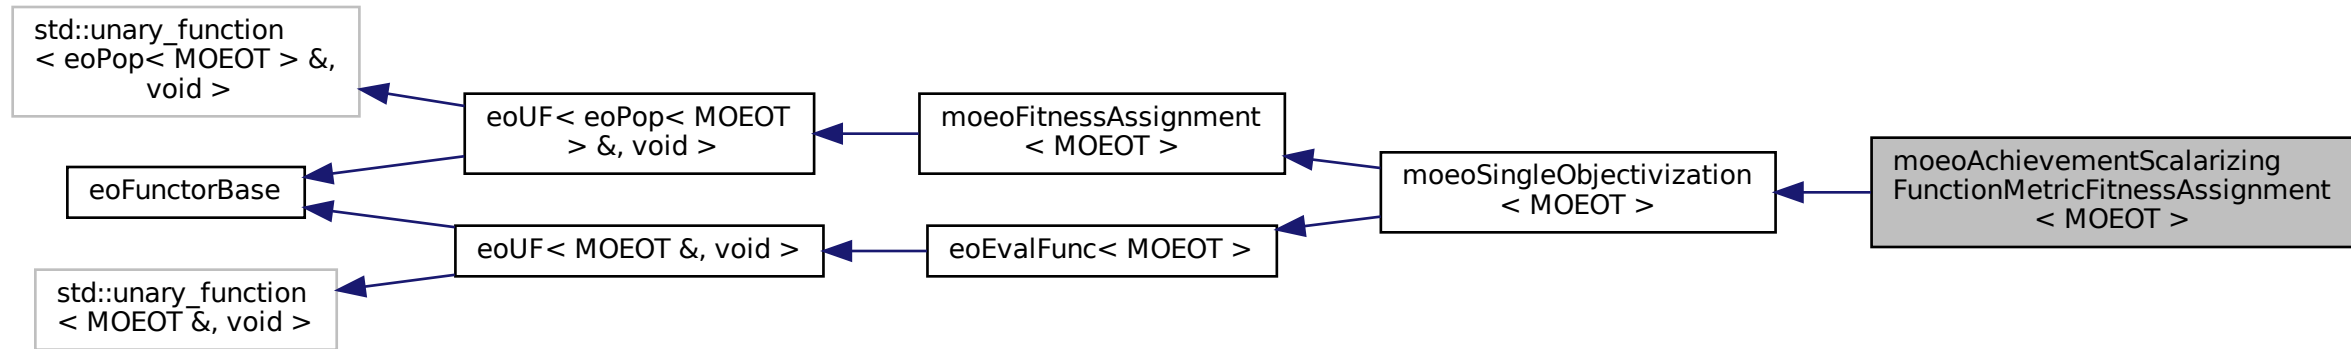 std::unary_function
< eoPop< MOEOT > &,
void >
eoFunctorBase
std::unary_function
< MOEOT &, void >
eoUF< eoPop< MOEOT
> &, void >
eoUF< MOEOT &, void >
moeoFitnessAssignment
< MOEOT >
eoEvalFunc< MOEOT >
moeoSingleObjectivization
< MOEOT >
moeoAchievementScalarizing
FunctionMetricFitnessAssignment
< MOEOT >